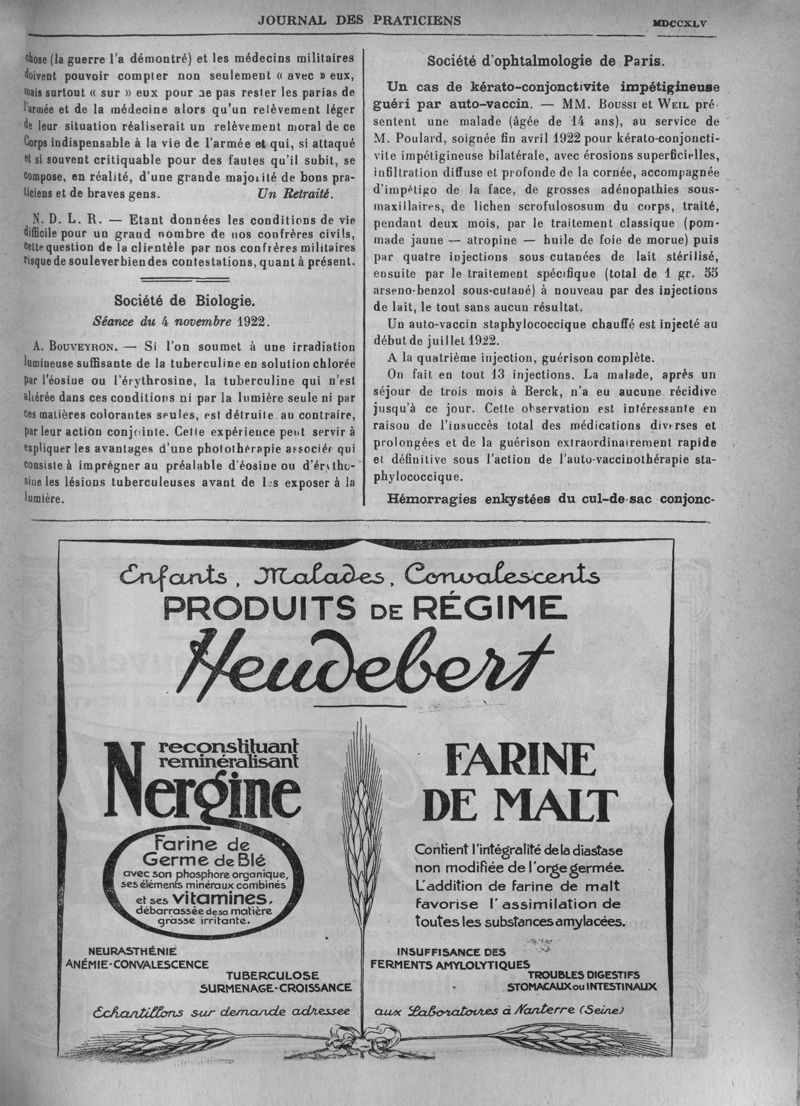 JOURNAL DES PRATICIENS
MDCCXLV
chose (la guerre l'a démontré) et les médecins militaires
doivent pouvoir compter non seulement « avec » eux,
mais surtout « sur » eux pour ne pas rester les parias de
l'armée et de la médecine alors qu'un relèvement léger
de leur situation réaliserait un relèvement moral de ce
Corps indispensable à la vie de l'armée et qui, si attaqué
et si souvent critiquable pour des fautes qu'il subit, se
compose, en réalité, d'une grande majorité de bons pra-
ticiens et de braves gens. Un Retraité.
N. D. L. R. — Etant données les conditions de vie
difficile pour un grand nombre de nos confrères civils,
cette question de la clientèle par nos confrères militaires
risque de soulever bien des contestations, quant à présent.
Société de Biologie.
Séance du 4 novembre 1922.
A. BOUVEYRON. — Si l'on soumet à une irradiation
lumineuse suffisante de la tuberculine en solution chlorée
par l'éosine ou l'érythrosine, la tuberculine qui n'est
altérée dans ces conditions ni par la lumière seule ni par
ces matières colorantes seules, est détruite au contraire,
par leur action conjointe. Cette expérience peut servir à
expliquer les avantages d'une photothérapie associée qui
consiste à imprégner au préalable d'éosine ou d'érythro-
sine les lésions tuberculeuses avant de les exposer à la
lumière.
Société d'ophtalmologie de Paris.
Un cas de kérato-conjonctivite impétigineuse
guéri par auto-vaccin. — MM. BOUSSI et WEIL pré-
sentent une malade (âgée de 14 ans), au service de
M. Poulard, soignée fin avril 1922 pour kérato-conjoncti-
vite impétigineuse bilatérale, avec érosions superficielles,
infiltration diffuse et profonde de la cornée, accompagnée
d'impétigo de la face, de grosses adénopathies sous-
maxillaires, de lichen scrofulososum du corps, traité,
pendant deux mois, par le traitement classique (pom-
made jaune — atropine — huile de foie de morue) puis
par quatre injections sous-cutanées de lait stérilisé,
ensuite par le traitement spécifique (total de 1 gr. 55
arseno-benzol sous-cutané) à nouveau par des injections
de lait, le tout sans aucun résultat.
Un auto-vaccin staphylococcique chauffé est injecté au
début de juillet 1922.
A la quatrième injection, guérison complète.
On fait en tout 13 injections. La malade, après un
séjour de trois mois à Berck, n'a eu aucune récidive
jusqu'à ce jour. Cette observation est intéressante en
raison de l'insuccès total des médications diverses et
prolongées et de la guérison extraordinairement rapide
et définitive sous l'action de l'auto-vaccinothérapie sta-
phylococcique.
Hémorragies enkystées du cul-de-sac conjonc-
Enfants, Malades, Convalescents
PRODUITS DE RÉGIME
Heudebert
reconstituant
reminéralisant
Nergine
Farine de
Germe de Blé
avec son phosphore organique,
ses éléments minéraux combinés
et ses vitamines,
débarrassée de sa matière
grasse irritante.
NEURASTHÉNIE
ANÉMIE-CONVALESCENCE
TUBERCULOSE
SURMENAGE-CROISSANCE
FARINE
DE MALT
Contient l'intégralité de la diastase
non modifiée de l'orge germée.
L'addition de farine de malt
favorise l'assimilation de
toutes les substances amylacées.
INSUFFISANCE DES
FERMENTS AMYLOLYTIQUES
TROUBLES DIGESTIFS
STOMACAUX ou INTESTINAUX
Échantillons sur demande adressée aux Laboratoires à Nanterre (Seine)